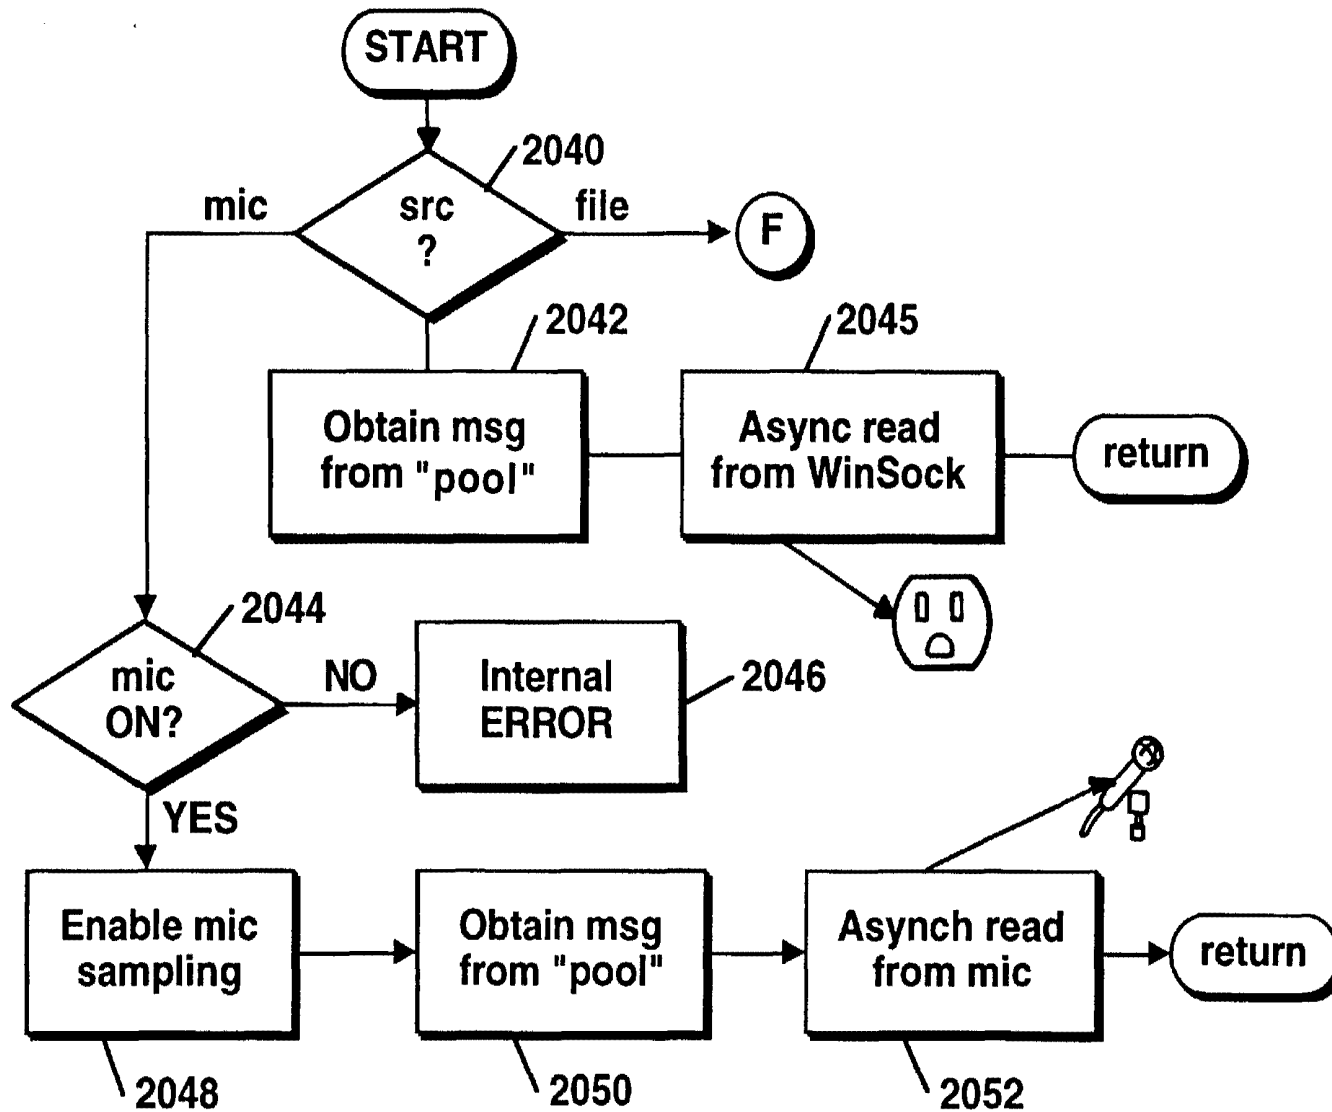 START
2040
mic
src
?
file
F
2042
2045
Obtain msg
from "pool"
Async read
from WinSock
return
2044
mic
ON?
NO
Internal
ERROR
2046
YES
Enable mic
sampling
Obtain msg
from "pool"
Asynch read
from mic
return
2048
2050
2052